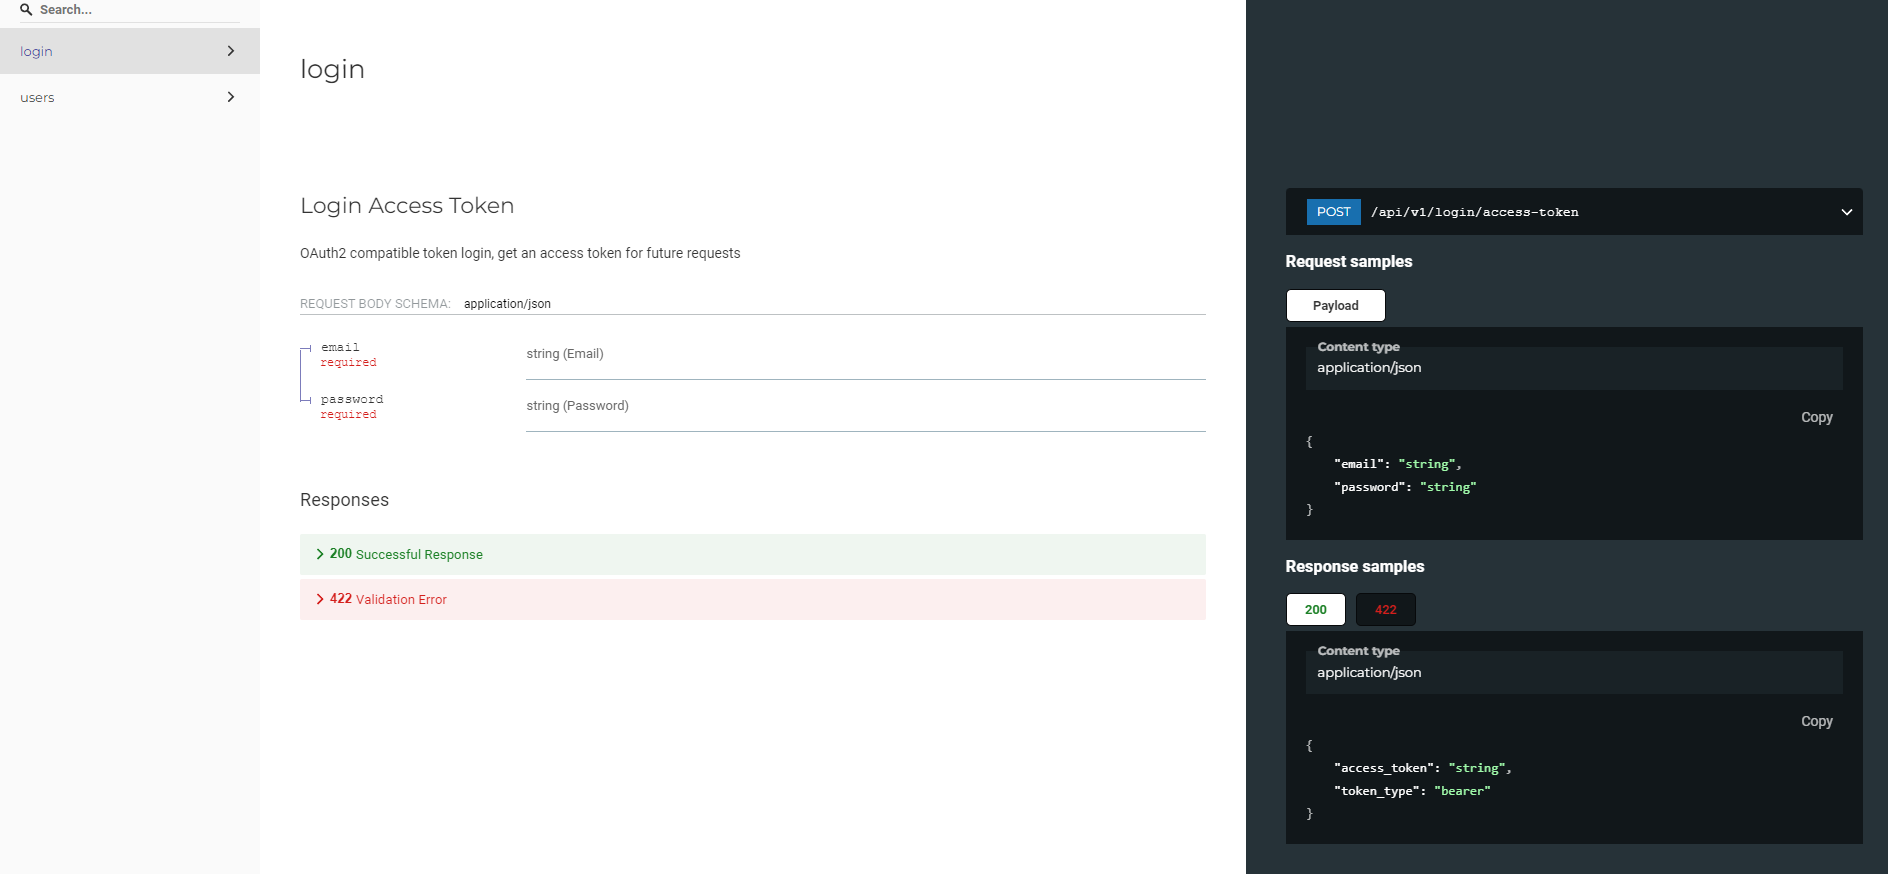 Search...
login
users
login
Login Access Token
OAuth2 compatible token login, get an access token for future requests
REQUEST BODY SCHEMA: application/json
email
required
string (Email)
password
required
string (Password)
Responses
200 Successful Response
422 Validation Error
POST /api/v1/login/access-token
Request samples
Payload
Content type
application/json
Copy
{
"email": "string",
"password": "string"
}
Response samples
200 422
Content type
application/json
Copy
{
"access_token": "string",
"token_type": "bearer"
}